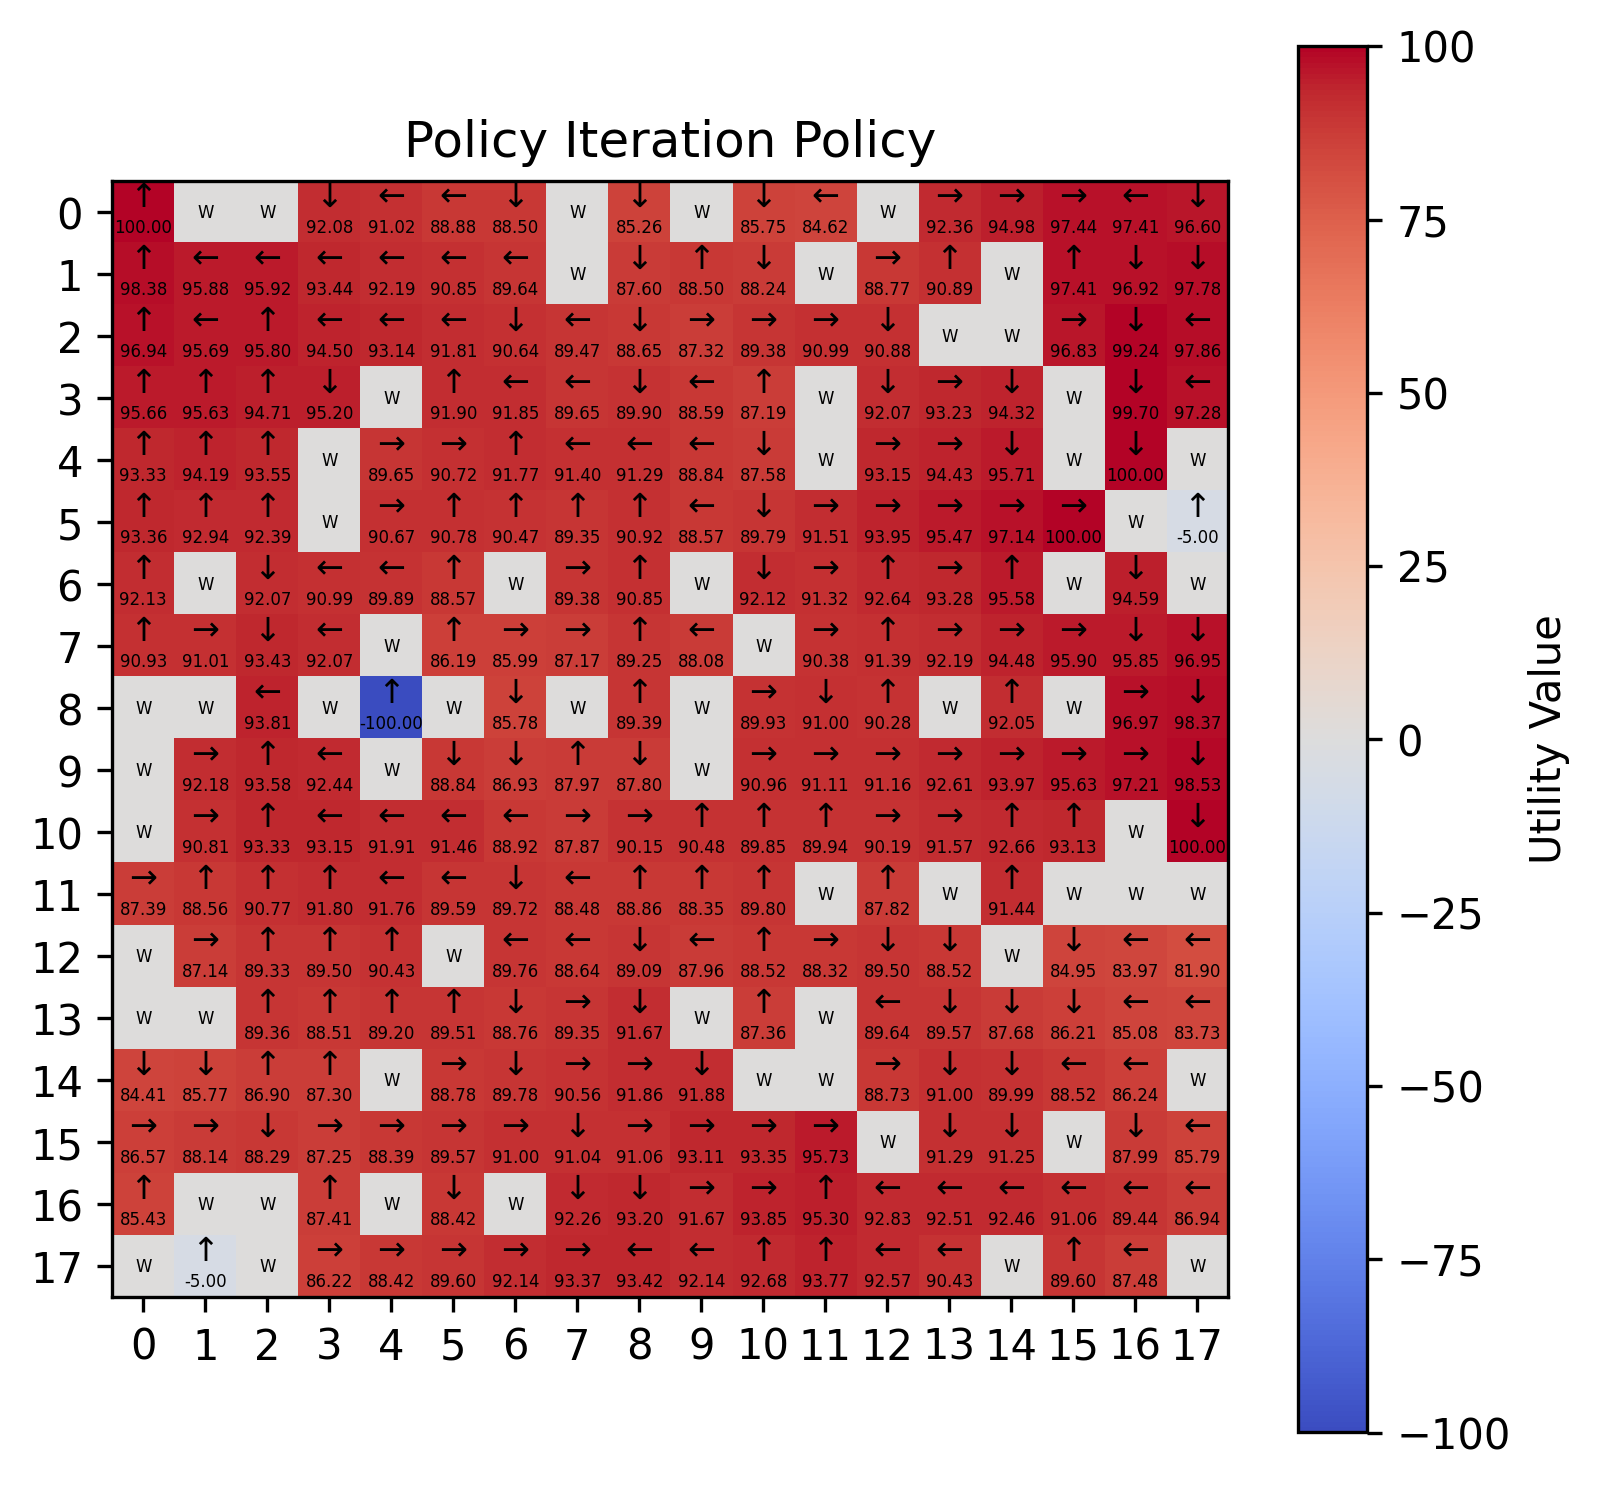 Policy Iteration Policy
0 ↑ W W ↓ ← ← ↓ W ↓ W ↓ ← W → → → ← ↓
100.00 92.08 91.02 88.88 88.50 85.26 85.75 84.62 92.36 94.98 97.44 97.41 96.60
1 ↑ ← ← ← ← ← ← W ↓ ↑ ↓ W → ↑ W ↑ ↓ ↓
98.38 95.88 95.92 93.44 92.19 90.85 89.64 87.60 88.50 88.24 88.77 90.89 97.41 96.92 97.78
2 ↑ ← ↑ ← ← ← ↓ ← ↓ → → → ↓ W W → ↓ ←
96.94 95.69 95.80 94.50 93.14 91.81 90.64 89.47 88.65 87.32 89.38 90.99 90.88 96.83 99.24 97.86
3 ↑ ↑ ↑ ↓ W ↑ ← ← ↓ ← ↑ W ↓ → ↓ W ↓ ←
95.66 95.63 94.71 95.20 91.90 91.85 89.65 89.90 88.59 87.19 92.07 93.23 94.32 99.70 97.28
4 ↑ ↑ ↑ W → → ↑ ← ← ← ↓ W → → ↓ W ↓ W
93.33 94.19 93.55 89.65 90.72 91.77 91.40 91.29 88.84 87.58 93.15 94.43 95.71 100.00
5 ↑ ↑ ↑ W → ↑ ↑ ↑ ↑ ← ↓ → → → → → W ↑
93.36 92.94 92.39 90.67 90.78 90.47 89.35 90.92 88.57 89.79 91.51 93.95 95.47 97.14 100.00 -5.00
6 ↑ W ↓ ← ← ↑ W → ↑ W ↓ → ↑ → ↑ W ↓ W
92.13 92.07 90.99 89.89 88.57 89.38 90.85 92.12 91.32 92.64 93.28 95.58 94.59
7 ↑ → ↓ ← W ↑ → → ↑ ← W → ↑ → → → ↓ ↓
90.93 91.01 93.43 92.07 86.19 85.99 87.17 89.25 88.08 90.38 91.39 92.19 94.48 95.90 95.85 96.95
8 W W ← W ↑ W ↓ W ↑ W → ↓ ↑ W ↑ W → ↓
93.81 -100.00 85.78 89.39 89.93 91.00 90.28 92.05 96.97 98.37
9 W → ↑ ← W ↓ ↓ ↑ ↓ W → → → → → → → ↓
92.18 93.58 92.44 88.84 86.93 87.97 87.80 90.96 91.11 91.16 92.61 93.97 95.63 97.21 98.53
10 W → ↑ ← ← ← ← → → ↑ ↑ ↑ → → ↑ ↑ W ↓
90.81 93.33 93.15 91.91 91.46 88.92 87.87 90.15 90.48 89.85 89.94 90.19 91.57 92.66 93.13 100.00
11 → ↑ ↑ ↑ ← ← ↓ ← ↑ ↑ ↑ W ↑ W ↑ W W W
87.39 88.56 90.77 91.80 91.76 89.59 89.72 88.48 88.86 88.35 89.80 87.82 91.44
12 W → ↑ ↑ ↑ W ← ← ↓ ← ↑ → ↓ ↓ W ↓ ← ←
87.14 89.33 89.50 90.43 89.76 88.64 89.09 87.96 88.52 88.32 89.50 88.52 84.95 83.97 81.90
13 W W ↑ ↑ ↑ ↑ ↓ → ↓ W ↑ W ← ↓ ↓ ↓ ← ←
89.36 88.51 89.20 89.51 88.76 89.35 91.67 87.36 89.64 89.57 87.68 86.21 85.08 83.73
14 ↓ ↓ ↑ ↑ W → ↓ → → ↓ W W → ↓ ↓ ← ← W
84.41 85.77 86.90 87.30 88.78 89.78 90.56 91.86 91.88 88.73 91.00 89.99 88.52 86.24
15 → → ↓ → → → → ↓ → → → → W ↓ ↓ W ↓ ←
86.57 88.14 88.29 87.25 88.39 89.57 91.00 91.04 91.06 93.11 93.35 95.73 91.29 91.25 87.99 85.79
16 ↑ W W ↑ W ↓ W ↓ ↓ → → ↑ ← ← ← ← ← ←
85.43 87.41 88.42 92.26 93.20 91.67 93.85 95.30 92.83 92.51 92.46 91.06 89.44 86.94
17 W ↑ W → → → → → ← ← ↑ ↑ ← ← W ↑ ← W
-5.00 86.22 88.42 89.60 92.14 93.37 93.42 92.14 92.68 93.77 92.57 90.43 89.60 87.48
0 1 2 3 4 5 6 7 8 9 10 11 12 13 14 15 16 17
100
75
50
25
0
−25
−50
−75
−100
Utility Value